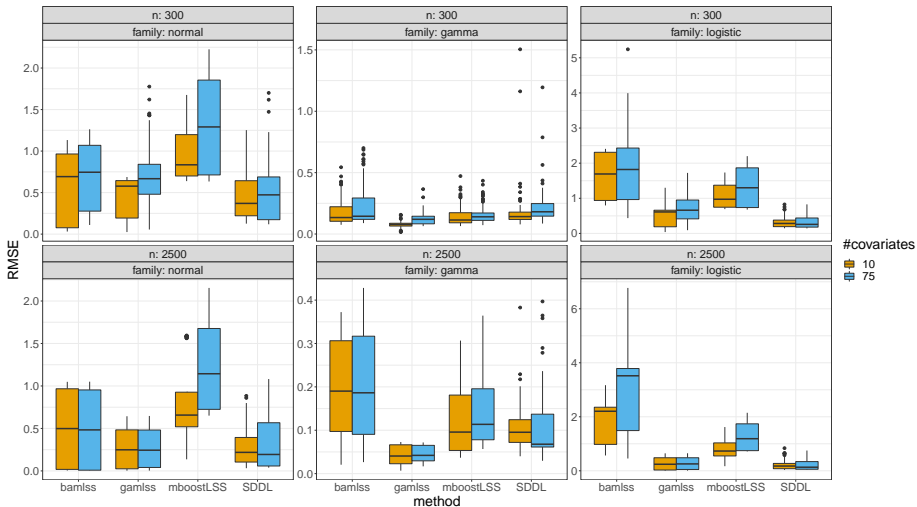 n: 300
n: 300
n: 300
family: normal
family: gamma
family: logistic
2.0
1.5
1.0
0.5
0.0
1.5
1.0
0.5
0.0
5
4
3
2
1
0
n: 2500
n: 2500
n: 2500
family: normal
family: gamma
family: logistic
2.0
1.5
1.0
0.5
0.0
0.4
0.3
0.2
0.1
0.0
6
4
2
0
bamlss gamlss mboostLSS SDDL
bamlss gamlss mboostLSS SDDL
bamlss gamlss mboostLSS SDDL
method
RMSE
#covariates
10
75